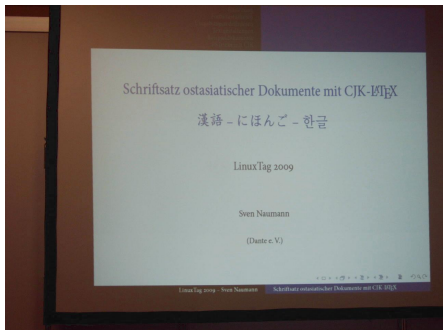 Schriftsatz ostasiatischer Dokumente mit CJK-LATEX
漢語 – にほんご – 한글
LinuxTag 2009
Sven Naumann
(Dante e. V.)
LinuxTag 2009 – Sven Naumann Schriftsatz ostasiatischer Dokumente mit CJK-LATEX